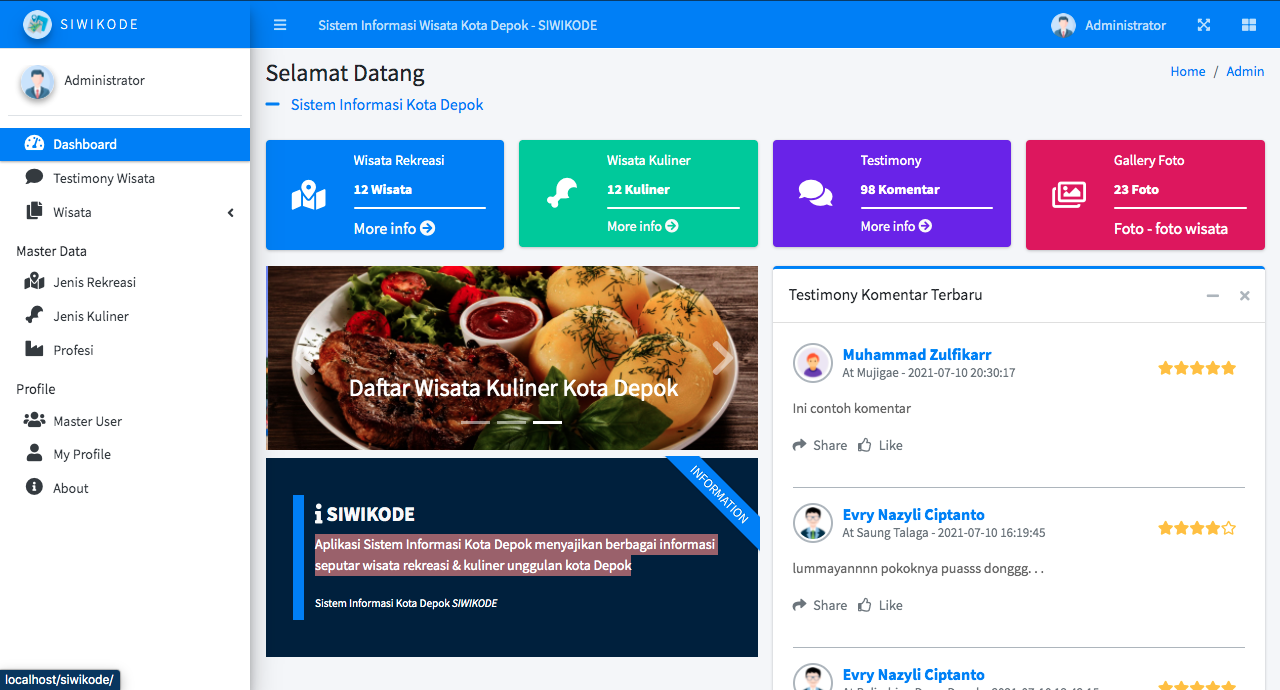 SIWIKODE
Sistem Informasi Wisata Kota Depok - SIWIKODE
Administrator
Administrator
Dashboard
Testimony Wisata
Wisata
Master Data
Jenis Rekreasi
Jenis Kuliner
Profesi
Profile
Master User
My Profile
About
localhost/siwikode/
Selamat Datang
Home / Admin
Sistem Informasi Kota Depok
Wisata Rekreasi
12 Wisata
More info
Wisata Kuliner
12 Kuliner
More info
Testimony
98 Komentar
More info
Gallery Foto
23 Foto
Foto - foto wisata
Daftar Wisata Kuliner Kota Depok
INFORMATION
SIWIKODE
Aplikasi Sistem Informasi Kota Depok menyajikan berbagai informasi
seputar wisata rekreasi & kuliner unggulan kota Depok
Sistem Informasi Kota Depok SIWIKODE
Testimony Komentar Terbaru
Muhammad Zulfikarr
At Mujigae - 2021-07-10 20:30:17
Ini contoh komentar
Share Like
Evry Nazyli Ciptanto
At Saung Talaga - 2021-07-10 16:19:45
lummayannnn pokoknya puasss donggg. . .
Share Like
Evry Nazyli Ciptanto